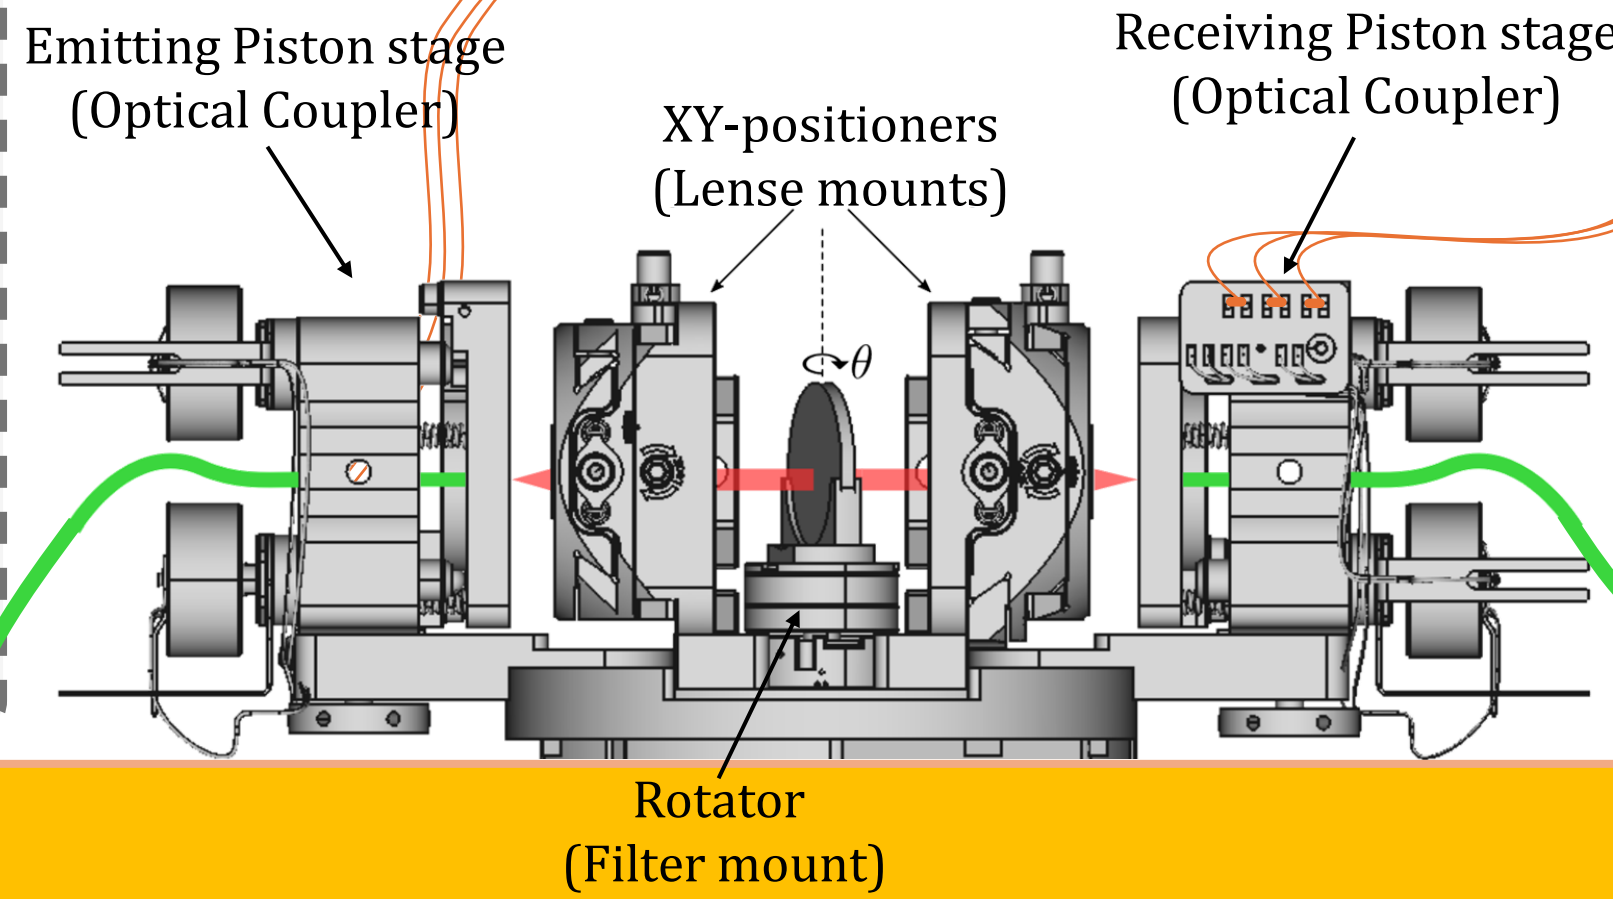 Emitting Piston stage
(Optical Coupler)
Receiving Piston stage
(Optical Coupler)
XY-positioners
(Lense mounts)
θ
Rotator
(Filter mount)